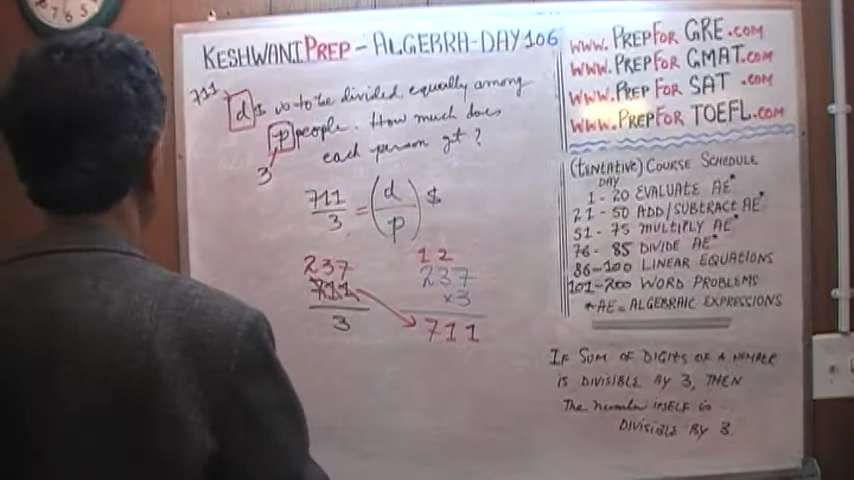 7 6 5
KESHWANIPREP - ALGEBRA - DAY 106
711
d $ is to be divided equally among
p people. How much does
3
each person get ?
711/3 = (d/p) $
237
711
3
1 2
237
×3
711
WWW. PREPFOR GRE .COM
WWW. PREPFOR GMAT.COM
WWW. PREPFOR SAT .COM
WWW. PREPFOR TOEFL.COM
(TENTATIVE) COURSE SCHEDULE
DAY
1 - 20 EVALUATE AE*
21 - 50 ADD/SUBTRACT AE*
51 - 75 MULTIPLY AE*
76 - 85 DIVIDE AE*
86-100 LINEAR EQUATIONS
101-200 WORD PROBLEMS
*AE = ALGEBRAIC EXPRESSIONS
IF SUM OF DIGITS OF A NUMBER
IS DIVISIBLE BY 3, THEN
The number itself is
DIVISIBLE BY 3.